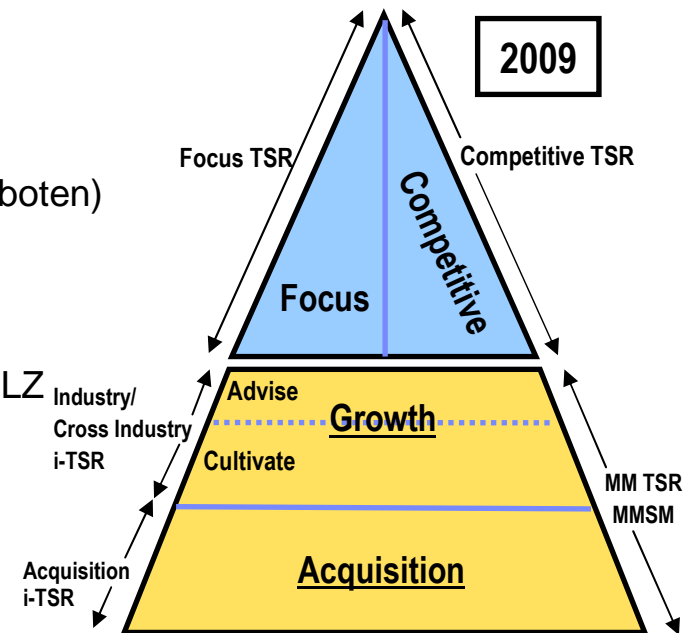 2009
Focus TSR
Competitive TSR
boten)
Competitive
Focus
LZ
Industry/
Cross Industry
i-TSR
Advise
Growth
Cultivate
MM TSR
MMSM
Acquisition
i-TSR
Acquisition